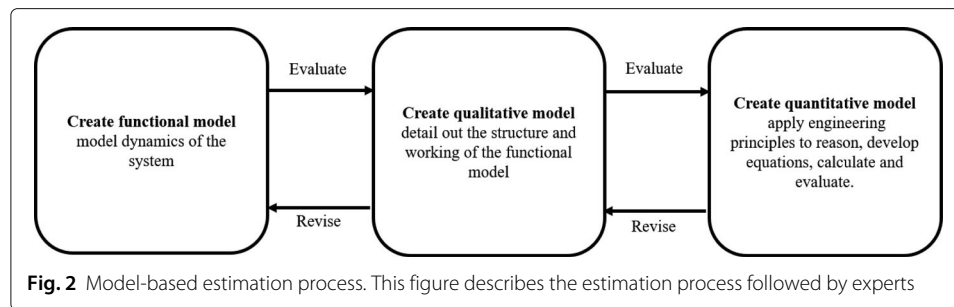 Create functional model
model dynamics of the
system
Evaluate
Revise
Create qualitative model
detail out the structure and
working of the functional
model
Evaluate
Revise
Create quantitative model
apply engineering
principles to reason, develop
equations, calculate and
evaluate.
Fig. 2 Model-based estimation process. This figure describes the estimation process followed by experts